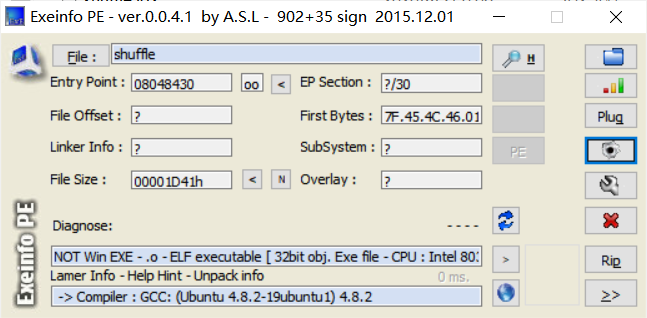 Exeinfo PE - ver.0.0.4.1 by A.S.L - 902+35 sign 2015.12.01
File : shuffle H
Entry Point : 08048430 oo < EP Section : ?/30
File Offset : ? First Bytes : 7F.45.4C.46.01 Plug
Linker Info : ? SubSystem : ? PE
File Size : 00001D41h < N Overlay : ?
Diagnose: - - - -
NOT Win EXE - .o - ELF executable [ 32bit obj. Exe file - CPU : Intel 80 > Rip
Lamer Info - Help Hint - Unpack info 0 ms.
-> Compiler : GCC: (Ubuntu 4.8.2-19ubuntu1) 4.8.2 >>
Exeinfo PE